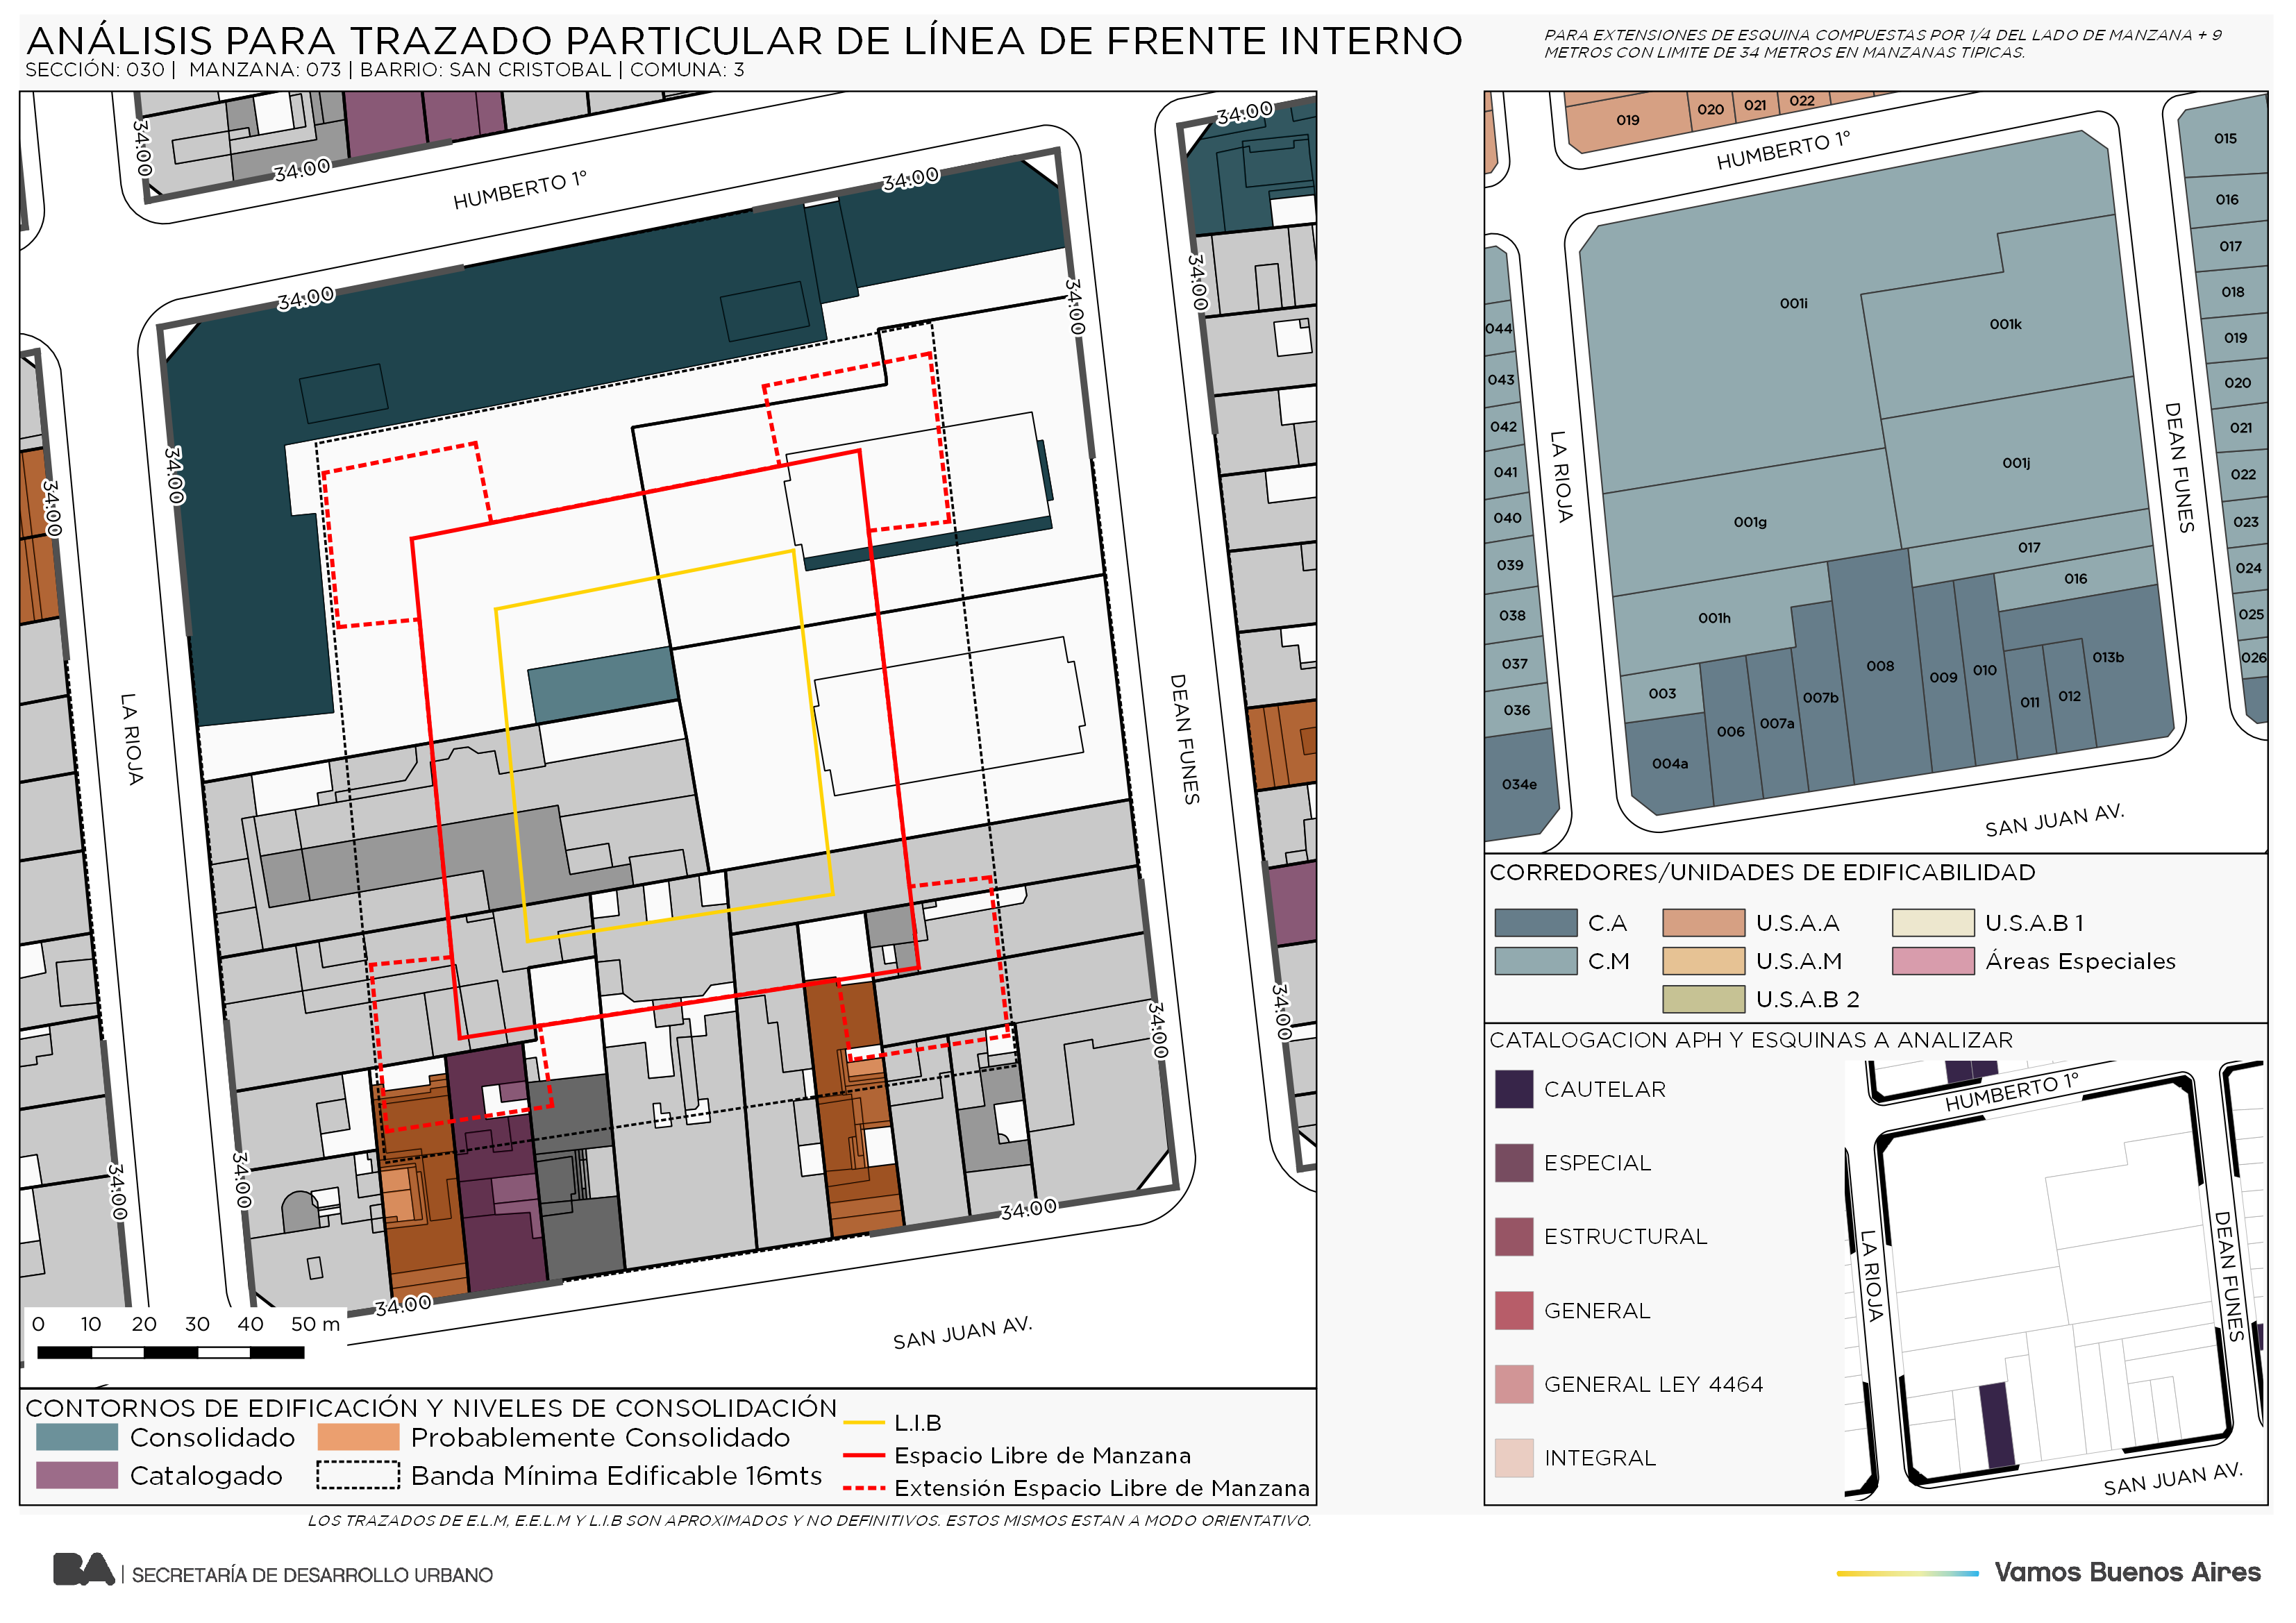 ANÁLISIS PARA TRAZADO PARTICULAR DE LÍNEA DE FRENTE INTERNO
SECCIÓN: 030 | MANZANA: 073 | BARRIO: SAN CRISTOBAL | COMUNA: 3
PARA EXTENSIONES DE ESQUINA COMPUESTAS POR 1/4 DEL LADO DE MANZANA + 9
METROS CON LIMITE DE 34 METROS EN MANZANAS TIPICAS.
34.00
34.00
HUMBERTO 1°
34.00
34.00
34.00
34.00
34.00
34.00
34.00
34.00
LA RIOJA
DEAN FUNES
34.00
34.00
34.00
34.00
34.00
34.00
SAN JUAN AV.
0 10 20 30 40 50 m
CONTORNOS DE EDIFICACIÓN Y NIVELES DE CONSOLIDACIÓN
Consolidado
Probablemente Consolidado
Catalogado
Banda Mínima Edificable 16mts
L.I.B
Espacio Libre de Manzana
Extensión Espacio Libre de Manzana
LOS TRAZADOS DE E.L.M, E.E.L.M Y L.I.B SON APROXIMADOS Y NO DEFINITIVOS. ESTOS MISMOS ESTAN A MODO ORIENTATIVO.
019
020
021
022
HUMBERTO 1°
015
016
017
018
019
020
021
022
023
024
025
026
044
043
042
041
040
039
038
037
036
034e
LA RIOJA
DEAN FUNES
001i
001k
001j
001g
017
016
001h
003
004a
006
007a
007b
008
009
010
011
012
013b
SAN JUAN AV.
CORREDORES/UNIDADES DE EDIFICABILIDAD
C.A
U.S.A.A
U.S.A.B 1
C.M
U.S.A.M
Áreas Especiales
U.S.A.B 2
CATALOGACION APH Y ESQUINAS A ANALIZAR
CAUTELAR
ESPECIAL
ESTRUCTURAL
GENERAL
GENERAL LEY 4464
INTEGRAL
HUMBERTO 1°
LA RIOJA
DEAN FUNES
SAN JUAN AV.
BA | SECRETARÍA DE DESARROLLO URBANO
Vamos Buenos Aires